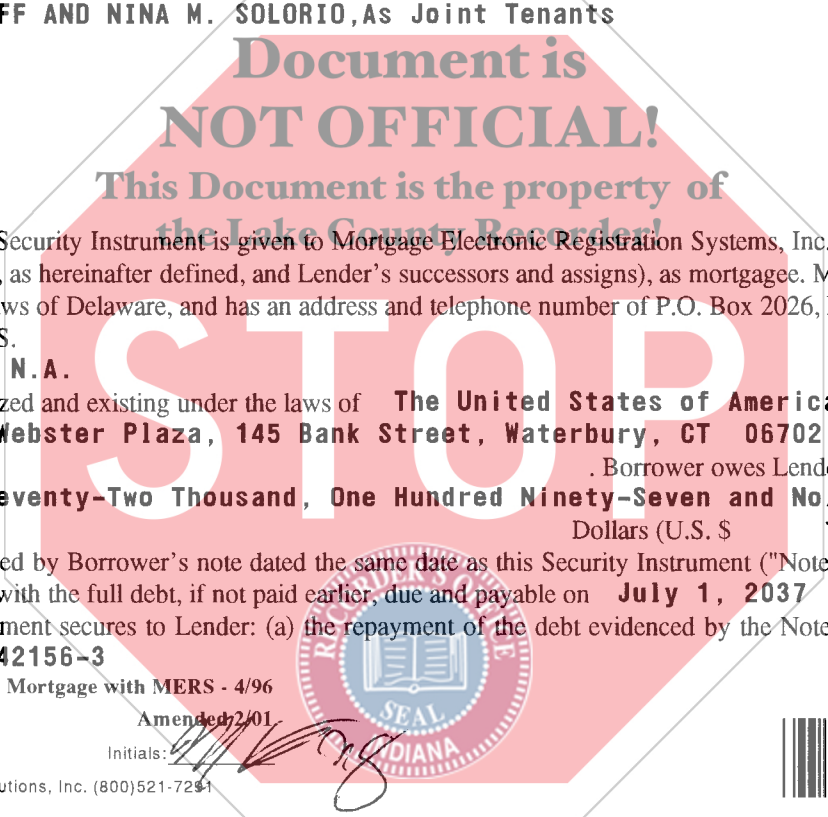 FF AND NINA M. SOLORIO,As Joint Tenants
Document is
NOT OFFICIAL!
This Document is the property of
the Lake County Recorder!
Security Instrument is given to Mortgage Electronic Registration Systems, Inc.
, as hereinafter defined, and Lender's successors and assigns), as mortgagee. M
ws of Delaware, and has an address and telephone number of P.O. Box 2026,
S.
N.A.
zed and existing under the laws of The United States of America
Webster Plaza, 145 Bank Street, Waterbury, CT 06702
. Borrower owes Lende
eventy-Two Thousand, One Hundred Ninety-Seven and No
Dollars (U.S. $
STOP
ed by Borrower's note dated the same date as this Security Instrument ("Note
with the full debt, if not paid earlier, due and payable on July 1, 2037
ment secures to Lender: (a) the repayment of the debt evidenced by the Note
42156-3
Mortgage with MERS - 4/96
Amended 2/01
Initials:
utions, Inc. (800)521-7291
RECORDER'S OFFICE
SEAL
INDIANA